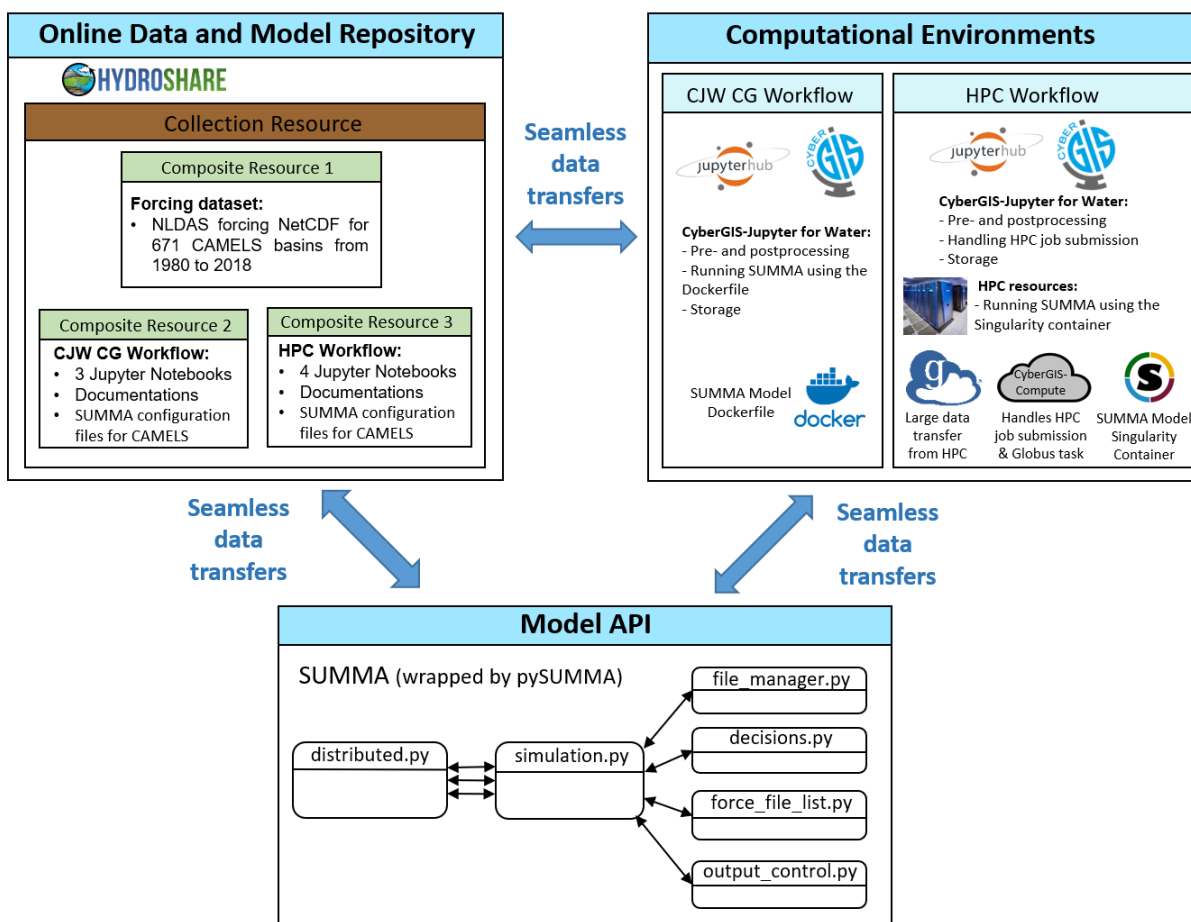 Online Data and Model Repository
HYDROSHARE
Collection Resource
Composite Resource 1
Forcing dataset:
• NLDAS forcing NetCDF for
671 CAMELS basins from
1980 to 2018
Composite Resource 2
CJW CG Workflow:
• 3 Jupyter Notebooks
• Documentations
• SUMMA configuration
files for CAMELS
Composite Resource 3
HPC Workflow:
• 4 Jupyter Notebooks
• Documentations
• SUMMA configuration
files for CAMELS
Seamless
data
transfers
Computational Environments
CJW CG Workflow
jupyterhub
CYBER
GIS
CyberGIS-Jupyter for Water:
- Pre- and postprocessing
- Running SUMMA using the
Dockerfile
- Storage
SUMMA Model
Dockerfile
docker
HPC Workflow
jupyterhub
CYBER
GIS
CyberGIS-Jupyter for Water:
- Pre- and postprocessing
- Handling HPC job submission
- Storage
HPC resources:
- Running SUMMA using the
Singularity container
g
Large data
transfer
from HPC
CyberGIS-
Compute
Handles HPC
job submission
& Globus task
S
SUMMA Model
Singularity
Container
Seamless
data
transfers
Seamless
data
transfers
Model API
SUMMA (wrapped by pySUMMA)
distributed.py
simulation.py
file_manager.py
decisions.py
force_file_list.py
output_control.py